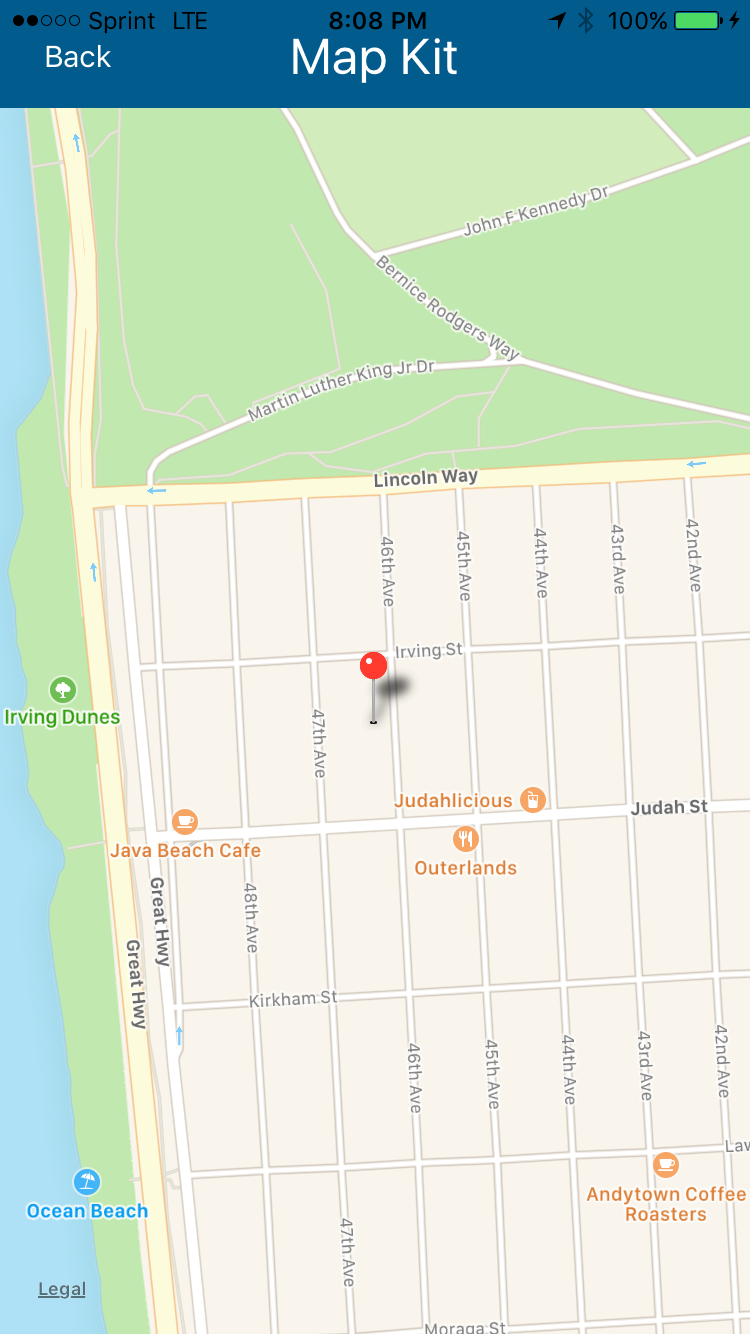 Sprint LTE 8:08 PM 100%
Back Map Kit
John F Kennedy Dr
Bernice Rodgers Way
Martin Luther King Jr Dr
Lincoln Way
46th Ave
45th Ave
44th Ave
43rd Ave
42nd Ave
Irving St
Irving Dunes
47th Ave
Judahlicious
Judah St
Java Beach Cafe
Outerlands
Great Hwy
48th Ave
Great Hwy
Kirkham St
46th Ave
45th Ave
44th Ave
43rd Ave
42nd Ave
Law
Ocean Beach
Andytown Coffee
Roasters
47th Ave
Legal
Moraga St